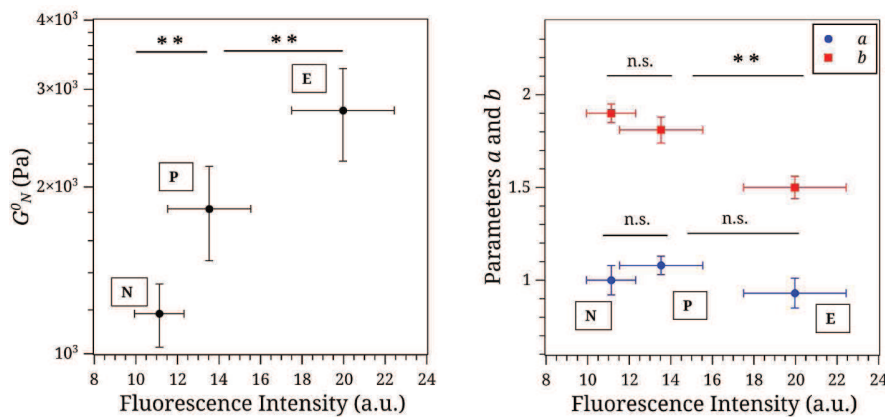 4×10³
3×10³
2×10³
10³
G⁰N (Pa)
** **
E
P
N
8 10 12 14 16 18 20 22 24
Fluorescence Intensity (a.u.)
a
b
2
1.5
1
Parameters a and b
n.s. **
n.s. n.s.
N P E
8 10 12 14 16 18 20 22 24
Fluorescence Intensity (a.u.)